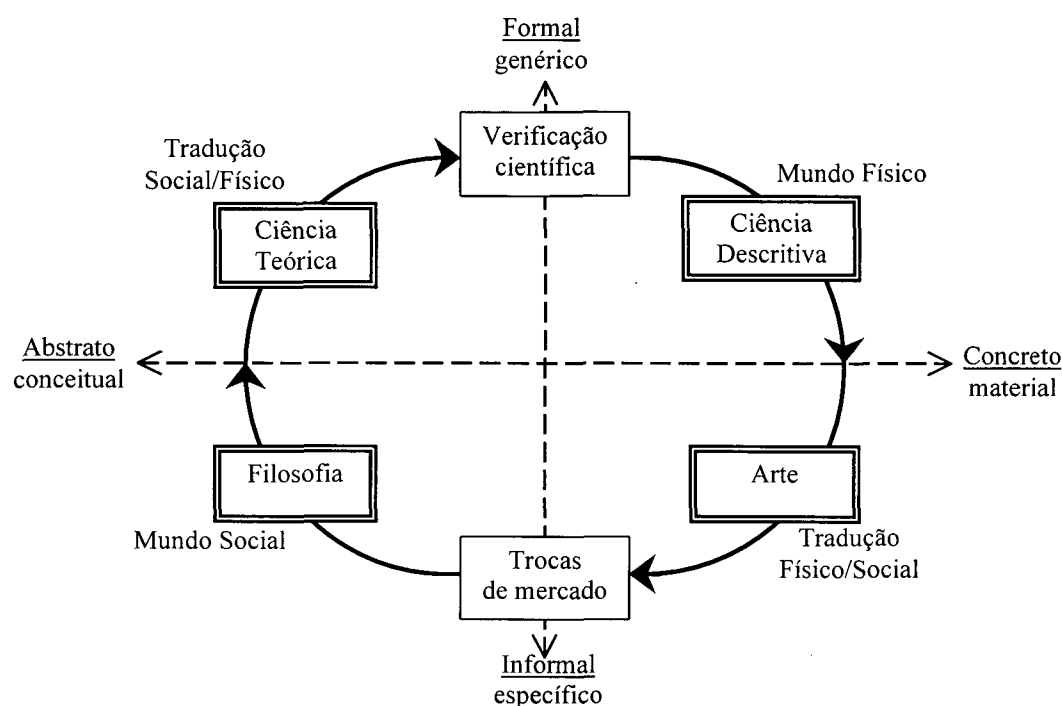 Formal
genérico
Verificação
científica
Tradução
Social/Físico
Mundo Físico
Ciência
Teórica
Ciência
Descritiva
Abstrato
conceitual
Concreto
material
Filosofia
Arte
Mundo Social
Tradução
Físico/Social
Trocas
de mercado
Informal
específico